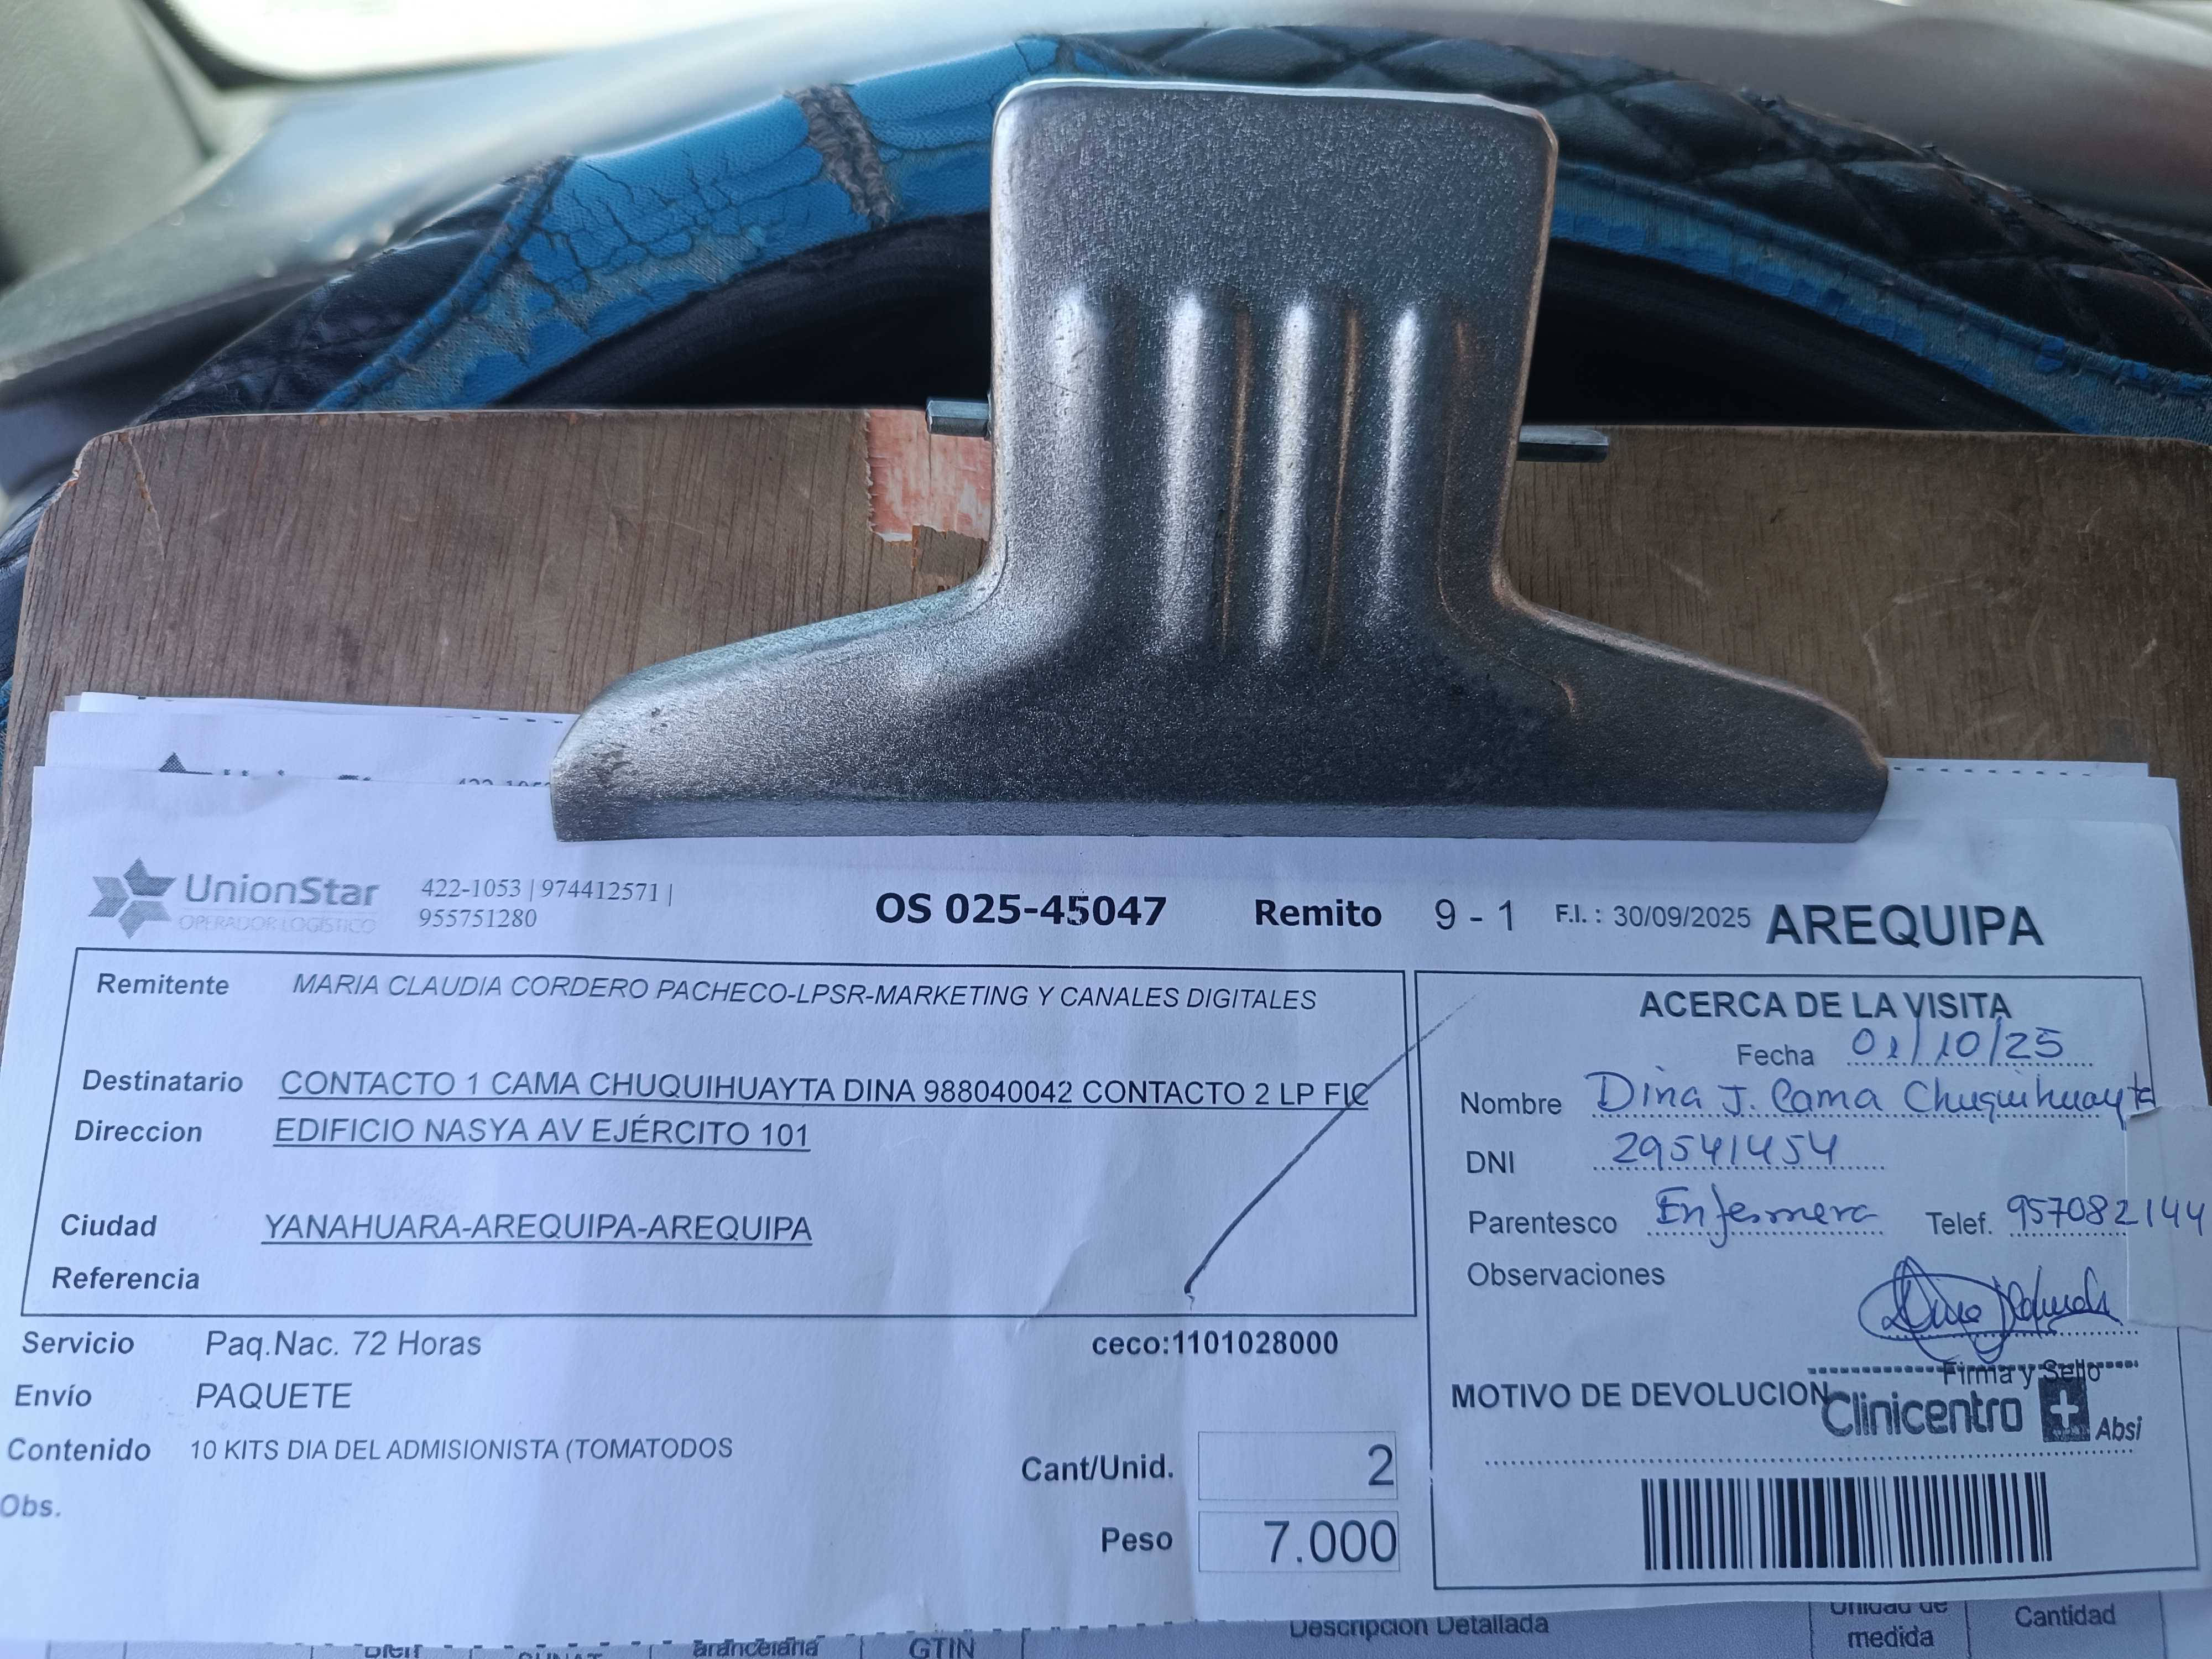 UnionStar
OPERADOR LOGÍSTICO
422-1053 | 974412571 |
955751280
OS 025-45047 Remito 9 - 1 F.I. : 30/09/2025 AREQUIPA
Remitente MARIA CLAUDIA CORDERO PACHECO-LPSR-MARKETING Y CANALES DIGITALES
Destinatario CONTACTO 1 CAMA CHUQUIHUAYTA DINA 988040042 CONTACTO 2 LP FIC
Direccion EDIFICIO NASYA AV EJÉRCITO 101
Ciudad YANAHUARA-AREQUIPA-AREQUIPA
Referencia
Servicio Paq.Nac. 72 Horas ceco:1101028000
Envío PAQUETE
Contenido 10 KITS DIA DEL ADMISIONISTA (TOMATODOS
Cant/Unid. 2
Obs.
Peso 7.000
ACERCA DE LA VISITA
Fecha 01/10/25
Nombre Dina J. Cama Chuquihuayta
DNI 29541454
Parentesco Enfermera Telef. 957082144
Observaciones
Firma y Sello
MOTIVO DE DEVOLUCION
Clinicentro Absi
Descripcion Detallada
Unidad de
medida
Cantidad
arancelaria
GTIN